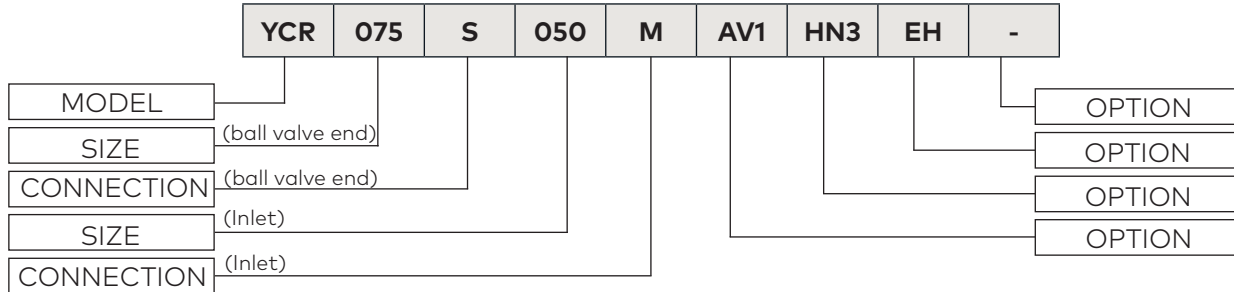 YCR 075 S 050 M AV1 HN3 EH -
MODEL
OPTION
(ball valve end)
SIZE
OPTION
(ball valve end)
CONNECTION
OPTION
(Inlet)
SIZE
OPTION
(Inlet)
CONNECTION